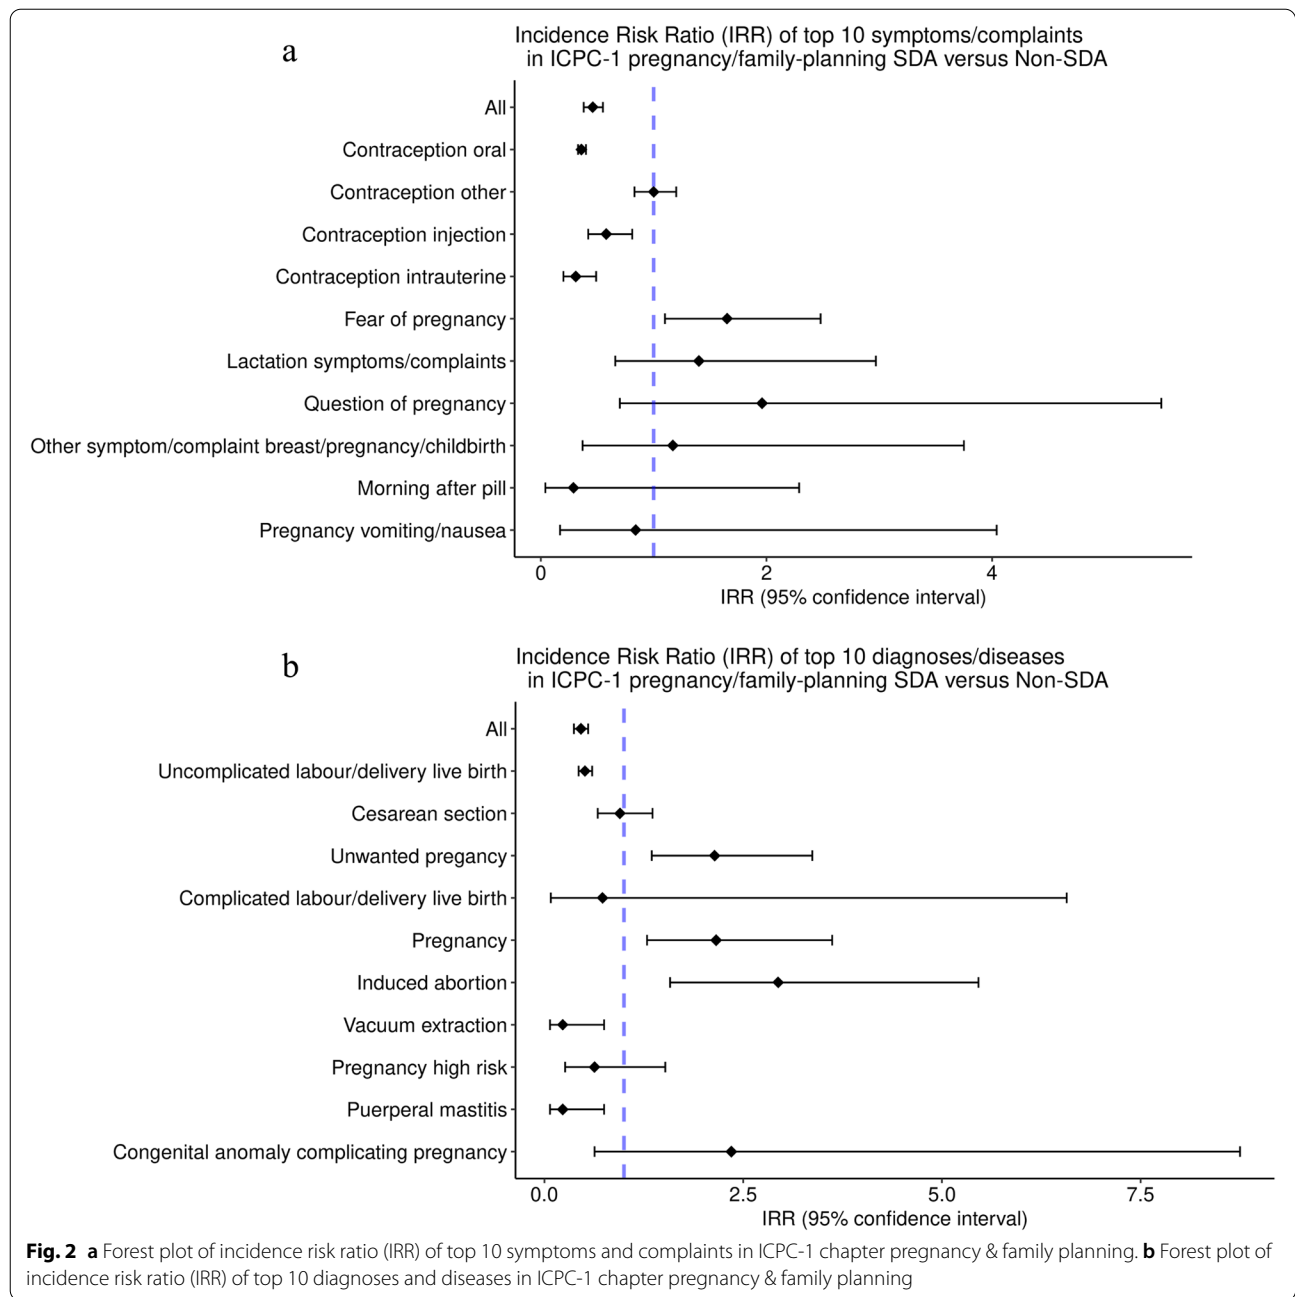 a
Incidence Risk Ratio (IRR) of top 10 symptoms/complaints
in ICPC-1 pregnancy/family-planning SDA versus Non-SDA
All
Contraception oral
Contraception other
Contraception injection
Contraception intrauterine
Fear of pregnancy
Lactation symptoms/complaints
Question of pregnancy
Other symptom/complaint breast/pregnancy/childbirth
Morning after pill
Pregnancy vomiting/nausea
0 2 4
IRR (95% confidence interval)
b
Incidence Risk Ratio (IRR) of top 10 diagnoses/diseases
in ICPC-1 pregnancy/family-planning SDA versus Non-SDA
All
Uncomplicated labour/delivery live birth
Cesarean section
Unwanted pregancy
Complicated labour/delivery live birth
Pregnancy
Induced abortion
Vacuum extraction
Pregnancy high risk
Puerperal mastitis
Congenital anomaly complicating pregnancy
0.0 2.5 5.0 7.5
IRR (95% confidence interval)
Fig. 2 a Forest plot of incidence risk ratio (IRR) of top 10 symptoms and complaints in ICPC-1 chapter pregnancy & family planning. b Forest plot of
incidence risk ratio (IRR) of top 10 diagnoses and diseases in ICPC-1 chapter pregnancy & family planning